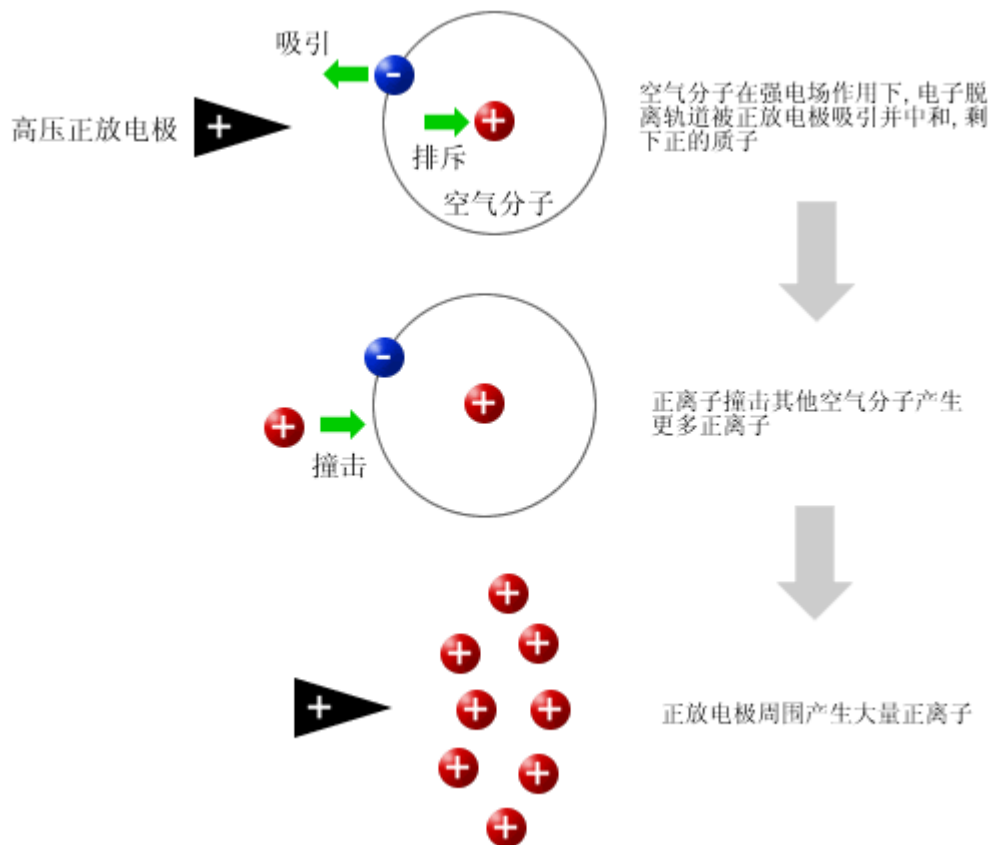 吸引
高压正放电极
排斥
空气分子
空气分子在强电场作用下, 电子脱
离轨道被正放电极吸引并中和, 剩
下正的质子
撞击
正离子撞击其他空气分子产生
更多正离子
正放电极周围产生大量正离子